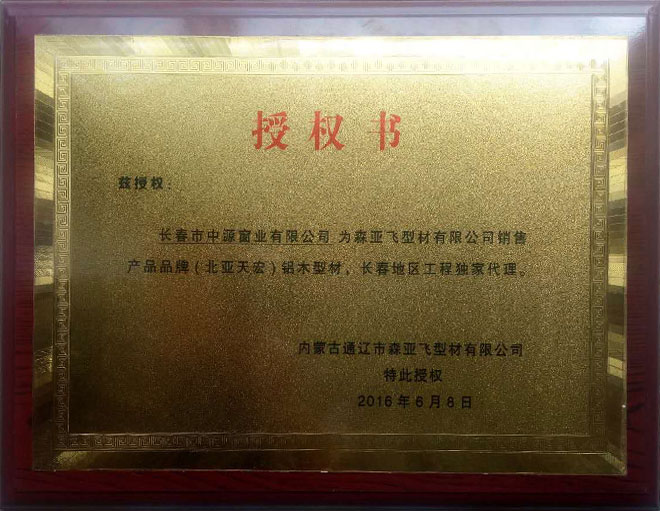 授权书
兹授权：
长春市中源窗业有限公司 为森亚飞型材有限公司销售
产品品牌（北亚天宏）铝木型材，长春地区工程独家代理。
内蒙古通辽市森亚飞型材有限公司
特此授权
2016年6月8日